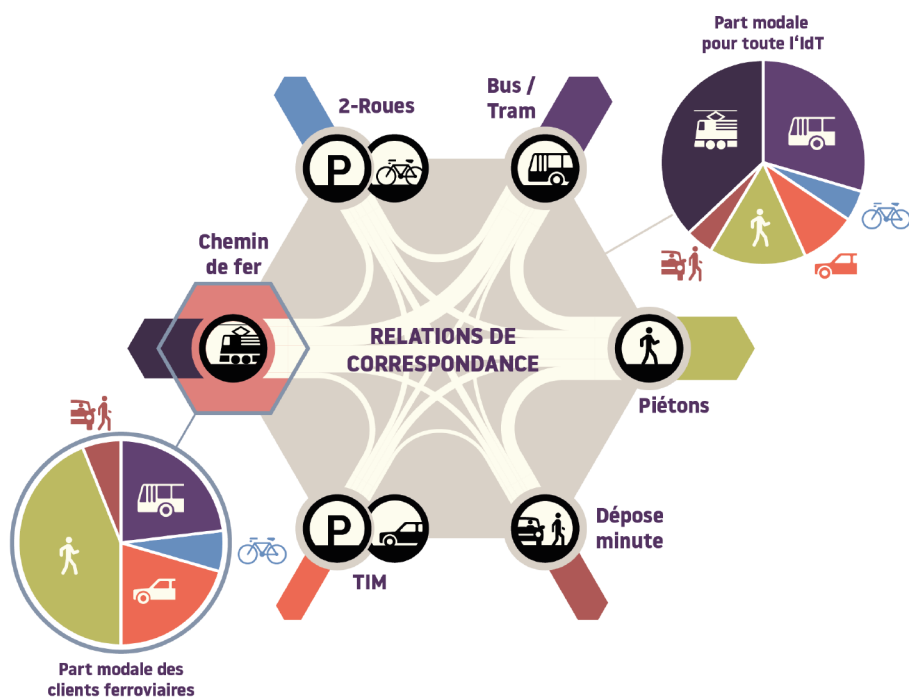 Part modale
pour toute l'IdT
2-Roues
Bus /
Tram
P
Chemin
de fer
RELATIONS DE
CORRESPONDANCE
Piétons
P
TIM
Dépose
minute
Part modale des
clients ferroviaires